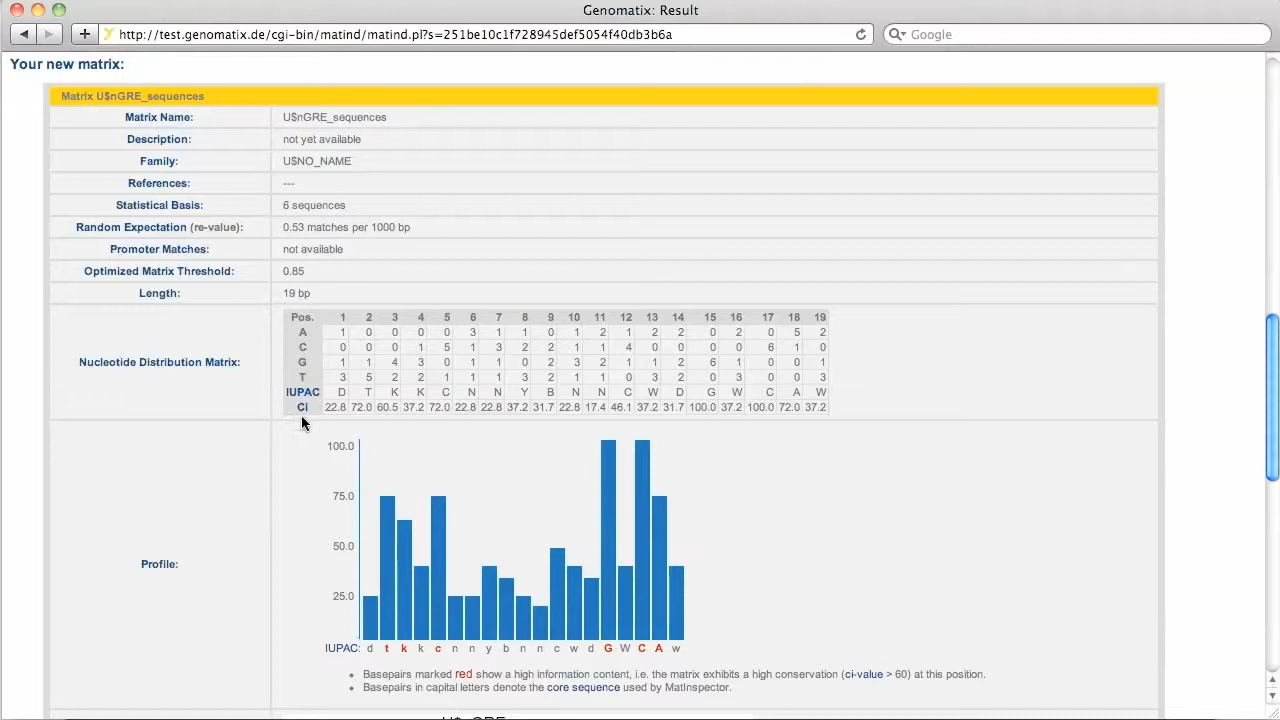 Genomatix: Result
http://test.genomatix.de/cgi-bin/matind/matind.pl?s=251be10c1f728945def5054f40db3b6a
Google
Your new matrix:
Matrix U$nGRE_sequences
Matrix Name: U$nGRE_sequences
Description: not yet available
Family: U$NO_NAME
References: ---
Statistical Basis: 6 sequences
Random Expectation (re-value): 0.53 matches per 1000 bp
Promoter Matches: not available
Optimized Matrix Threshold: 0.85
Length: 19 bp
Nucleotide Distribution Matrix:
Pos. 1 2 3 4 5 6 7 8 9 10 11 12 13 14 15 16 17 18 19
A 1 0 0 0 0 3 1 1 0 1 2 1 2 2 0 2 0 5 2
C 0 0 0 1 5 1 3 2 2 1 1 4 0 0 0 0 6 1 0
G 1 1 4 3 0 1 1 0 2 3 2 1 1 2 6 1 0 0 1
T 3 5 2 2 1 1 1 3 2 1 1 0 3 2 0 3 0 0 3
IUPAC D T K K C N N Y B N N C W D G W C A W
Ci 22.8 72.0 60.5 37.2 72.0 22.8 22.8 37.2 31.7 22.8 17.4 46.1 37.2 31.7 100.0 37.2 100.0 72.0 37.2
Profile:
100.0
75.0
50.0
25.0
IUPAC: d t k k c n n y b n n c w d G W C A w
• Basepairs marked red show a high information content, i.e. the matrix exhibits a high conservation (ci-value > 60) at this position.
• Basepairs in capital letters denote the core sequence used by MatInspector.